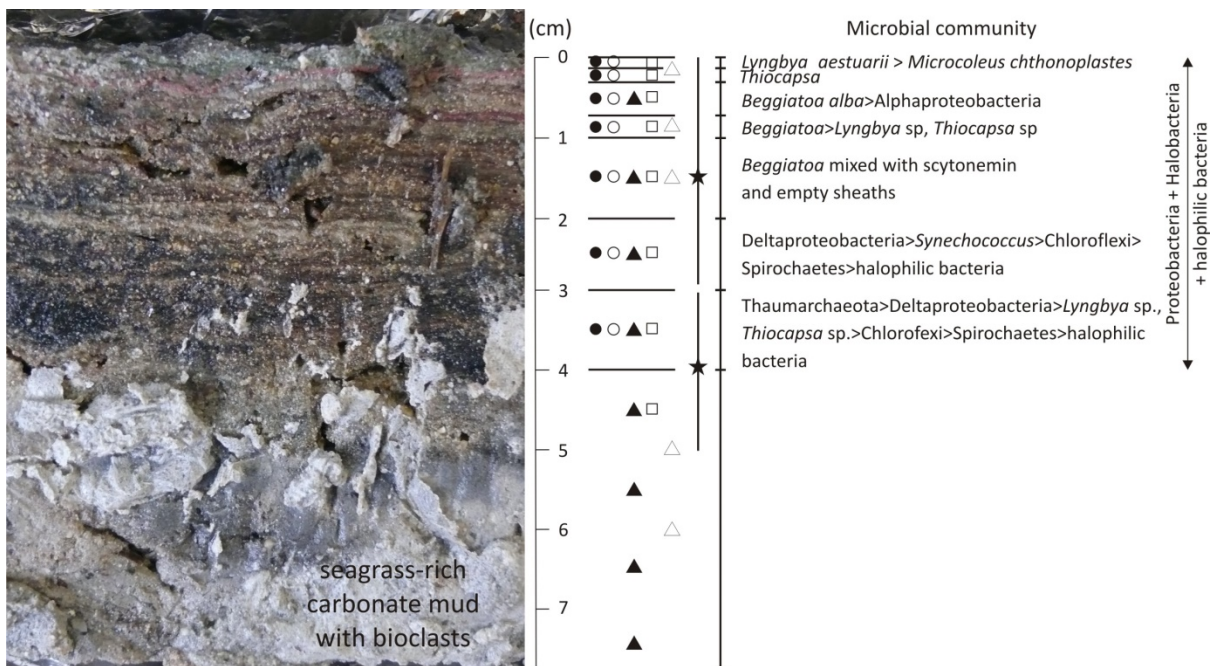 (cm)
Microbial community
0
Lyngbya aestuarii > Microcoleus chthonoplastes
Thiocapsa
Beggiatoa alba>Alphaproteobacteria
Beggiatoa>Lyngbya sp, Thiocapsa sp
1
Beggiatoa mixed with scytonemin
and empty sheaths
2
Deltaproteobacteria>Synechococcus>Chloroflexi>
Spirochaetes>halophilic bacteria
3
Thaumarchaeota>Deltaproteobacteria>Lyngbya sp.,
Thiocapsa sp.>Chlorofexi>Spirochaetes>halophilic
bacteria
4
5
6
7
Proteobacteria + Halobacteria
+ halophilic bacteria
seagrass-rich
carbonate mud
with bioclasts